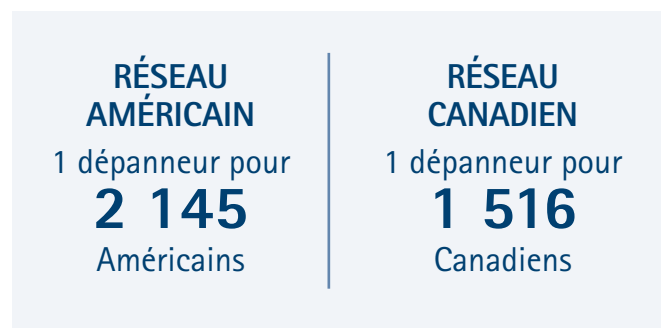 RÉSEAU
AMÉRICAIN
1 dépanneur pour
2 145
Américains
RÉSEAU
CANADIEN
1 dépanneur pour
1 516
Canadiens